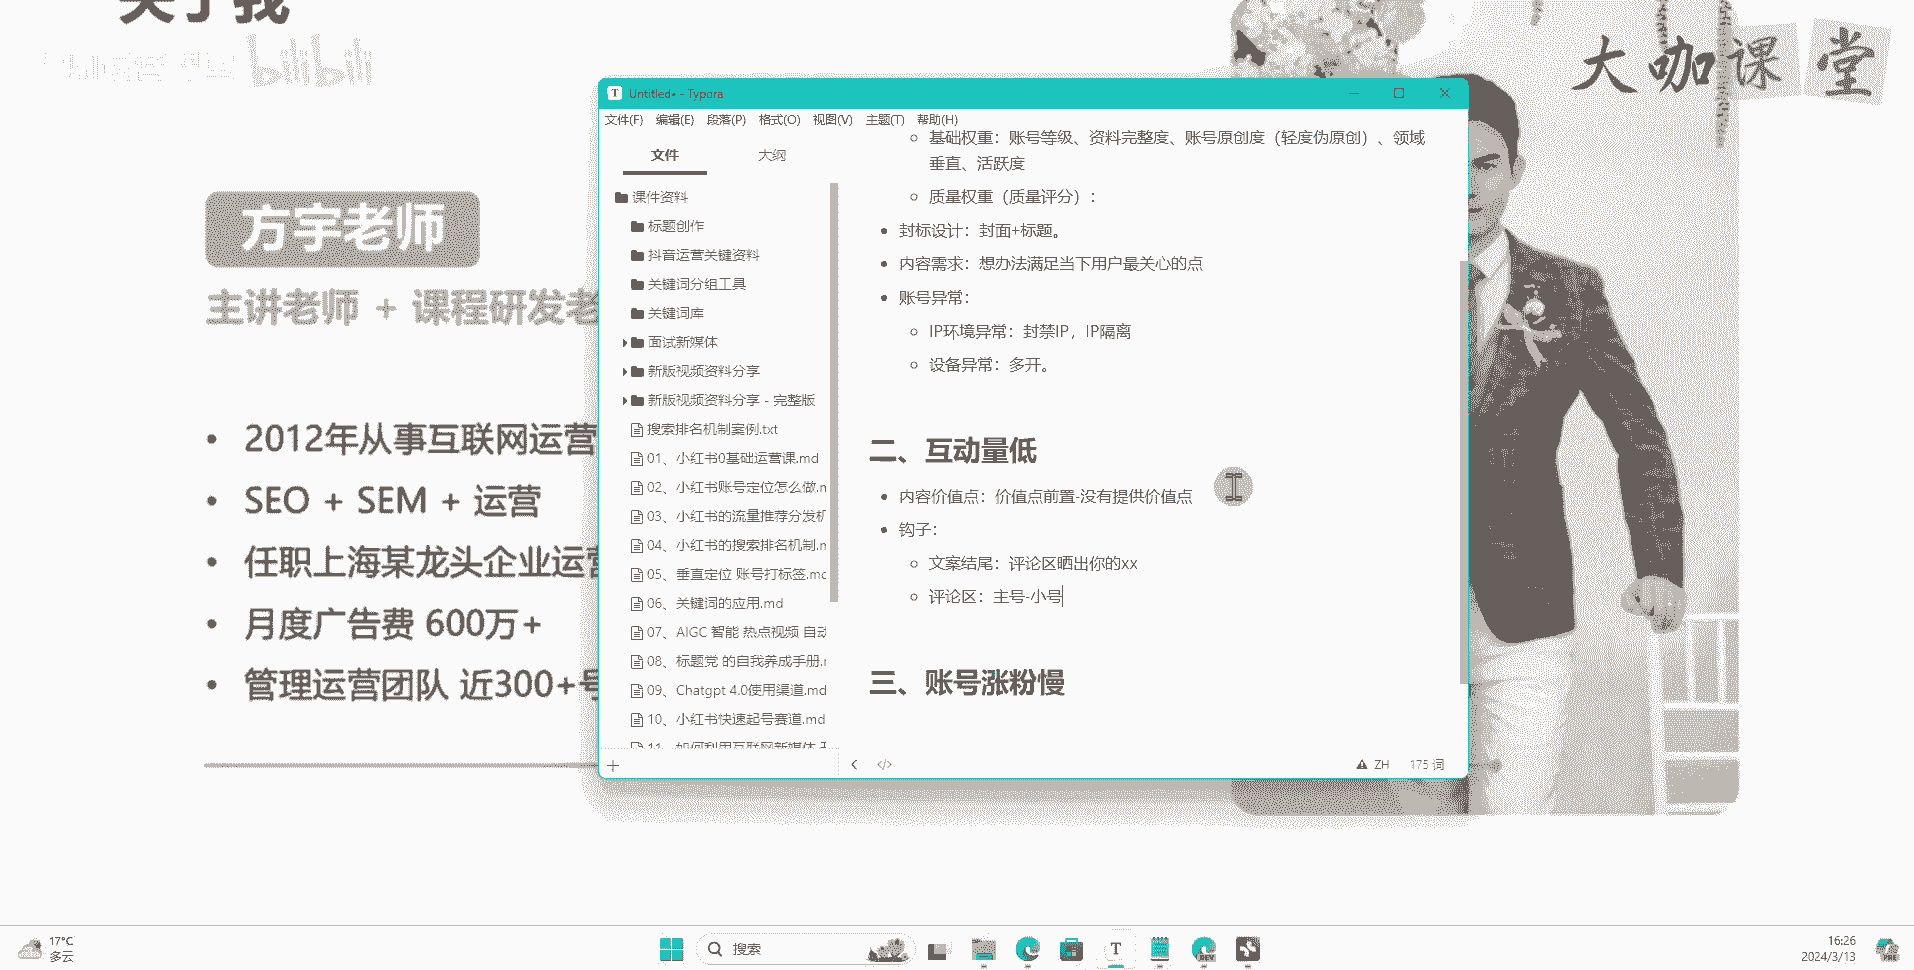 关于我
bilibili
大咖课堂
方宇老师
主讲老师 + 课程研发老
• 2012年从事互联网运营
• SEO + SEM + 运营
• 任职上海某龙头企业运营
• 月度广告费 600万+
• 管理运营团队 近300+号
T Untitled• - Typora
文件(F) 编辑(E) 段落(P) 格式(O) 视图(V) 主题(T) 帮助(H)
文件 大纲
课件资料
标题创作
抖音运营关键资料
关键词分组工具
关键词库
面试新媒体
新版视频资料分享
新版视频资料分享 - 完整版
搜索排名机制案例.txt
01、小红书0基础运营课.md
02、小红书账号定位怎么做.m
03、小红书的流量推荐分发机
04、小红书的搜索排名机制.m
05、垂直定位 账号打标签.mc
06、关键词的应用.md
07、AIGC 智能 热点视频 自动
08、标题党 的自我养成手册.r
09、Chatgpt 4.0使用渠道.md
10、小红书快速起号赛道.md
11、如何利用互联网新媒体
基础权重：账号等级、资料完整度、账号原创度（轻度伪原创）、领域
垂直、活跃度
质量权重（质量评分）：
• 封标设计：封面+标题。
• 内容需求：想办法满足当下用户最关心的点
• 账号异常：
IP环境异常：封禁IP，IP隔离
设备异常：多开。
二、互动量低
• 内容价值点：价值点前置-没有提供价值点
• 钩子：
文案结尾：评论区晒出你的xx
评论区：主号-小号
三、账号涨粉慢
ZH 175 词
17°C
多云
搜索
T
DEV
16:26
2024/3/13
PRE